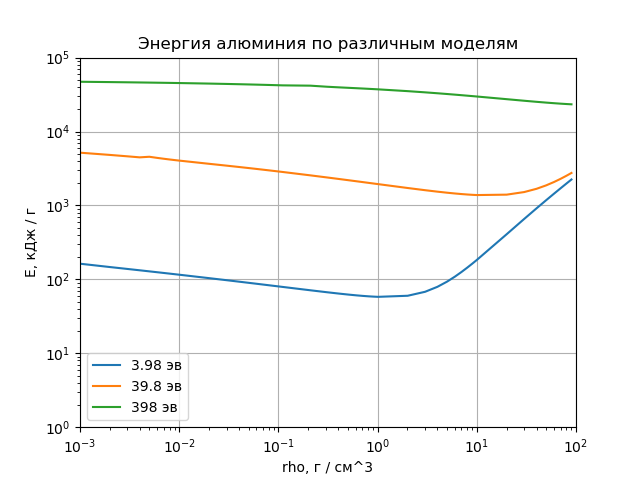 Энергия алюминия по различным моделям
E, кДж / г
10^5
10^4
10^3
10^2
10^1
10^0
3.98 эв
39.8 эв
398 эв
10^−3 10^−2 10^−1 10^0 10^1 10^2
rho, г / см^3